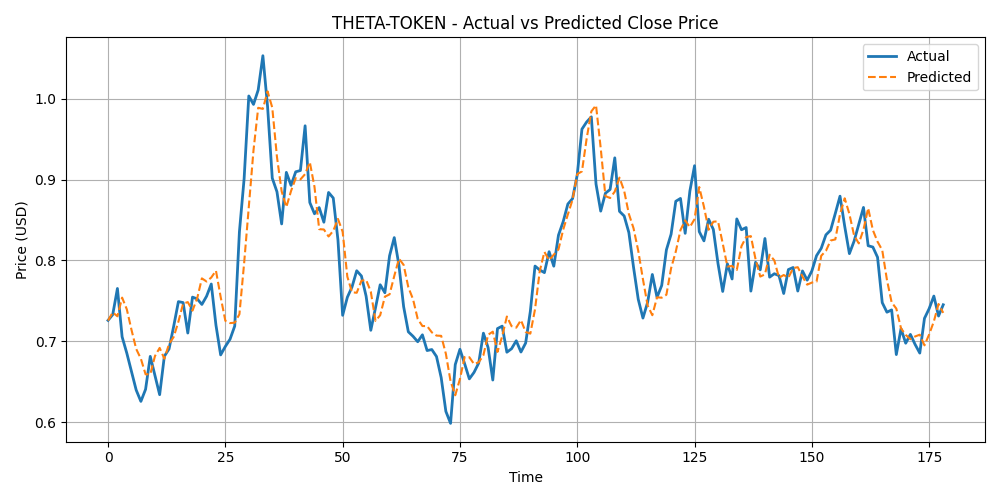 THETA-TOKEN - Actual vs Predicted Close Price
Actual
Predicted
Price (USD)
1.0
0.9
0.8
0.7
0.6
0 25 50 75 100 125 150 175
Time